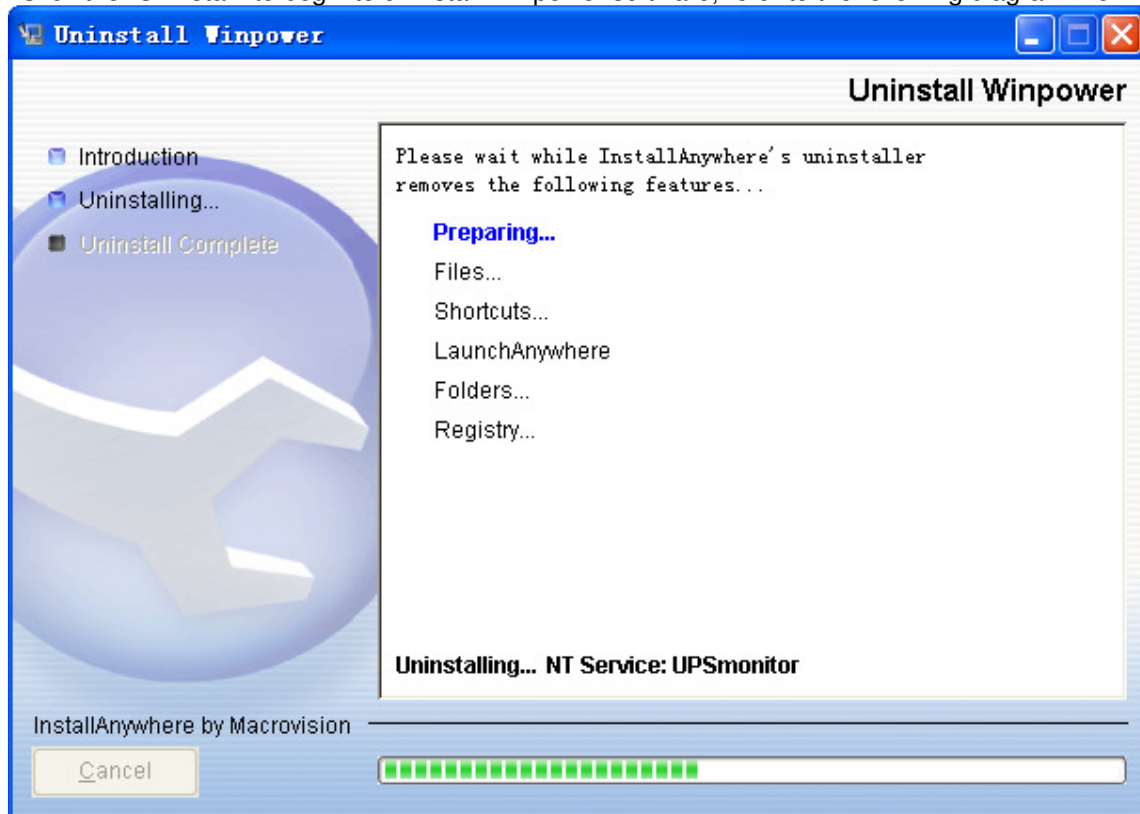 Uninstall Winpower
Uninstall Winpower
Introduction
Uninstalling...
Uninstall Complete
Please wait while InstallAnywhere's uninstaller
removes the following features...
Preparing...
Files...
Shortcuts...
LaunchAnywhere
Folders...
Registry...
Uninstalling... NT Service: UPSmonitor
InstallAnywhere by Macrovision
Cancel